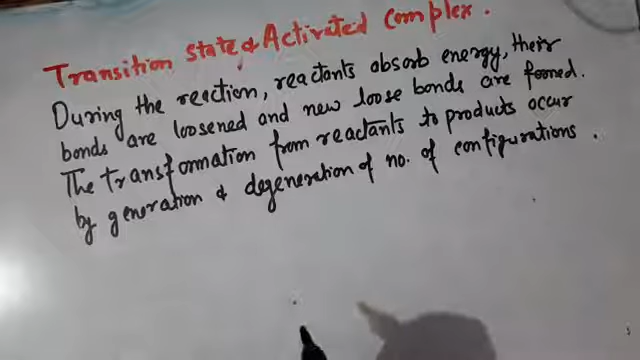 Transition state & Activated Complex.
During the reaction, reactants absorb energy, their
bonds are loosened and new loose bonds are formed.
The transformation from reactants to products occur
by generation & degeneration of no. of configurations.